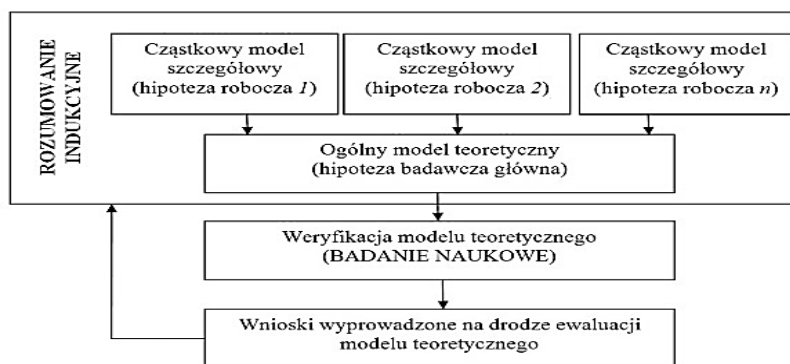 ROZUMOWANIE
INDUKCYJNE
Cząstkowy model
szczegółowy
(hipoteza robocza 1)
Cząstkowy model
szczegółowy
(hipoteza robocza 2)
Cząstkowy model
szczegółowy
(hipoteza robocza n)
Ogólny model teoretyczny
(hipoteza badawcza główna)
Weryfikacja modelu teoretycznego
(BADANIE NAUKOWE)
Wnioski wyprowadzone na drodze ewaluacji
modelu teoretycznego